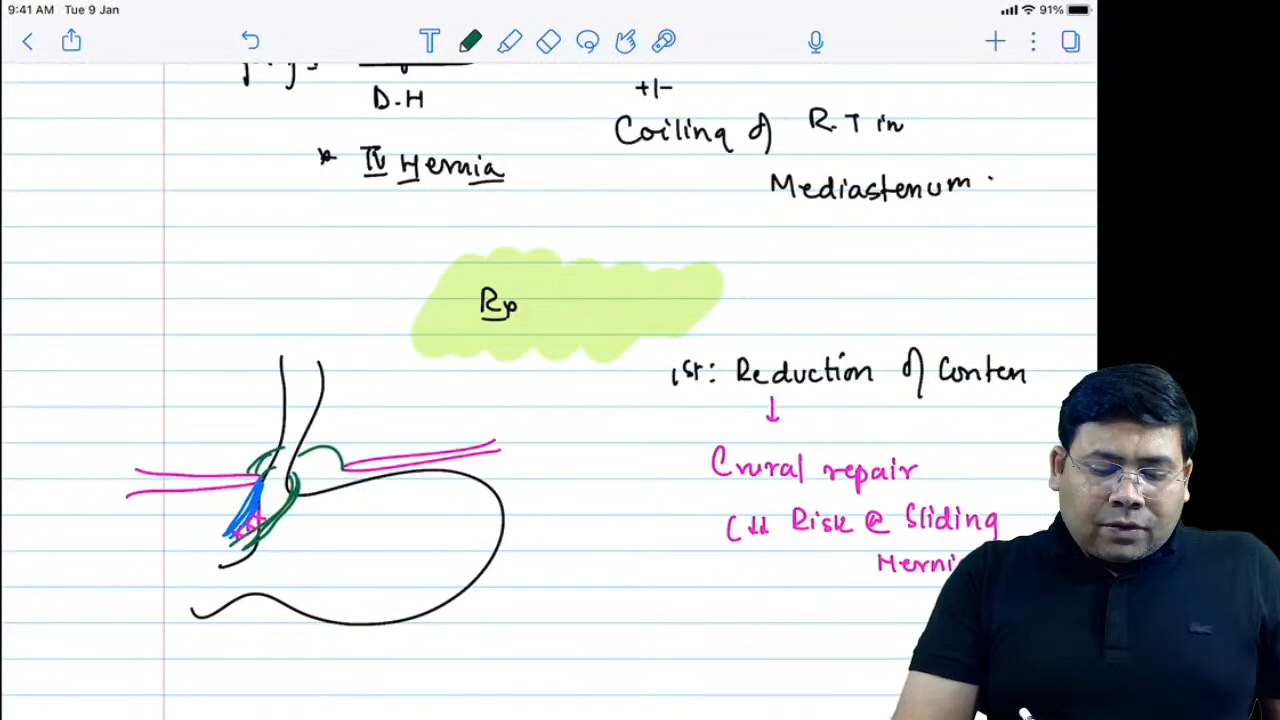 9:41 AM Tue 9 Jan
91%
D.H
+/-
Coiling of R.T in
Mediastenum.
* IV Hernia
Rx
1st: Reduction of Conten
↓
Crural repair
(↓↓ Risk @ Sliding
Herni